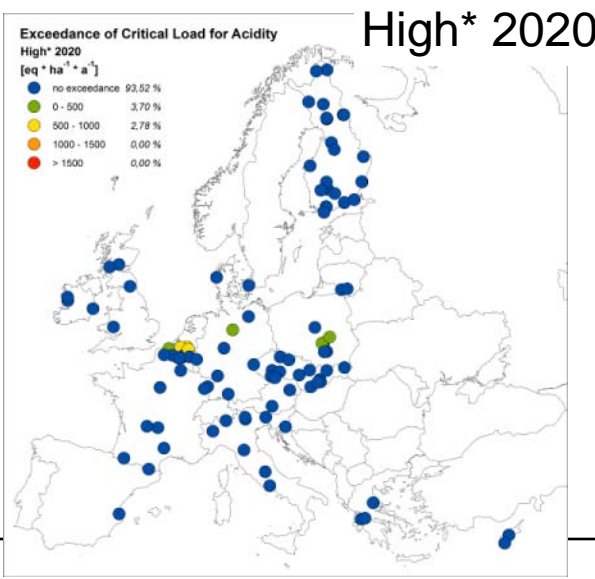 High* 2020
Exceedance of Critical Load for Acidity
High* 2020
[eq * ha⁻¹ * a⁻¹]
no exceedance 93,52 %
0 - 500 3,70 %
500 - 1000 2,78 %
1000 - 1500 0,00 %
> 1500 0,00 %